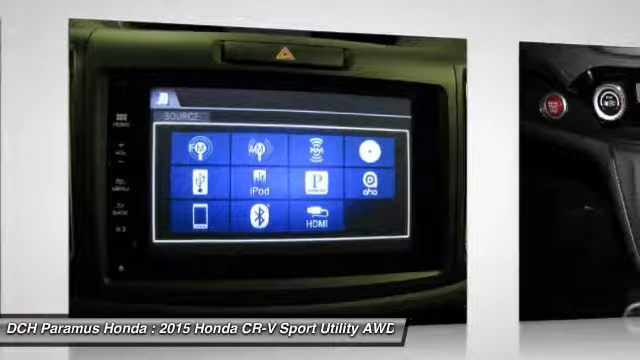 SOURCE
HOME
FM
AM
XM
VOL
iPod
P
aha
MENU
BACK
HDMI
DCH Paramus Honda : 2015 Honda CR-V Sport Utility AWD